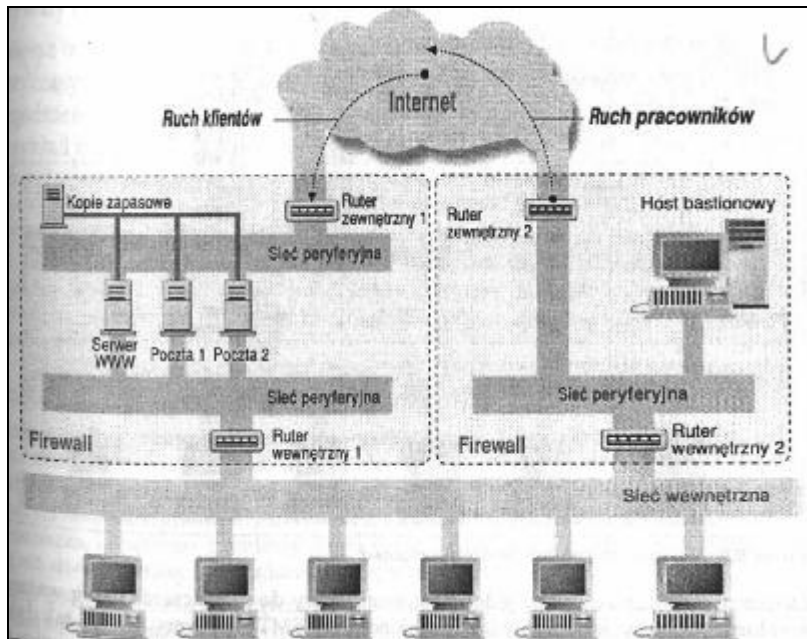 Internet
Ruch klientów
Ruch pracowników
Kopie zapasowe
Ruter
zewnętrzny 1
Ruter
zewnętrzny 2
Host bastionowy
Sieć peryferyjna
Serwer
WWW
Poczta 1
Poczta 2
Sieć peryferyjna
Sieć peryferyjna
Firewall
Ruter
wewnętrzny 1
Firewall
Ruter
wewnętrzny 2
Sieć wewnętrzna